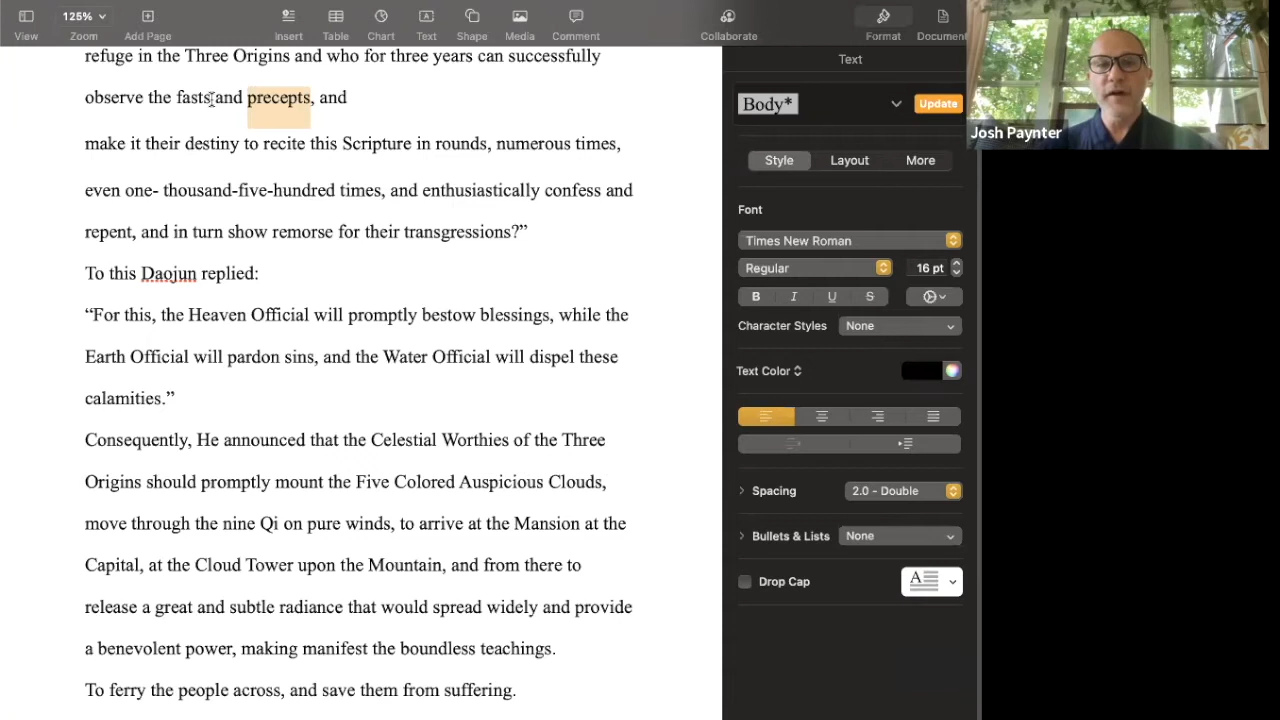 125%
View
Zoom
Add Page
Insert
Table
Chart
Text
Shape
Media
Comment
Collaborate
Format
Document
refuge in the Three Origins and who for three years can successfully
observe the fasts and precepts, and
make it their destiny to recite this Scripture in rounds, numerous times,
even one- thousand-five-hundred times, and enthusiastically confess and
repent, and in turn show remorse for their transgressions?”
To this Daojun replied:
“For this, the Heaven Official will promptly bestow blessings, while the
Earth Official will pardon sins, and the Water Official will dispel these
calamities.”
Consequently, He announced that the Celestial Worthies of the Three
Origins should promptly mount the Five Colored Auspicious Clouds,
move through the nine Qi on pure winds, to arrive at the Mansion at the
Capital, at the Cloud Tower upon the Mountain, and from there to
release a great and subtle radiance that would spread widely and provide
a benevolent power, making manifest the boundless teachings.
To ferry the people across, and save them from suffering.
Text
Body*
Update
Style
Layout
More
Font
Times New Roman
Regular
16 pt
B I U S
Character Styles
None
Text Color
Spacing
2.0 - Double
Bullets & Lists
None
Drop Cap
A
Josh Paynter